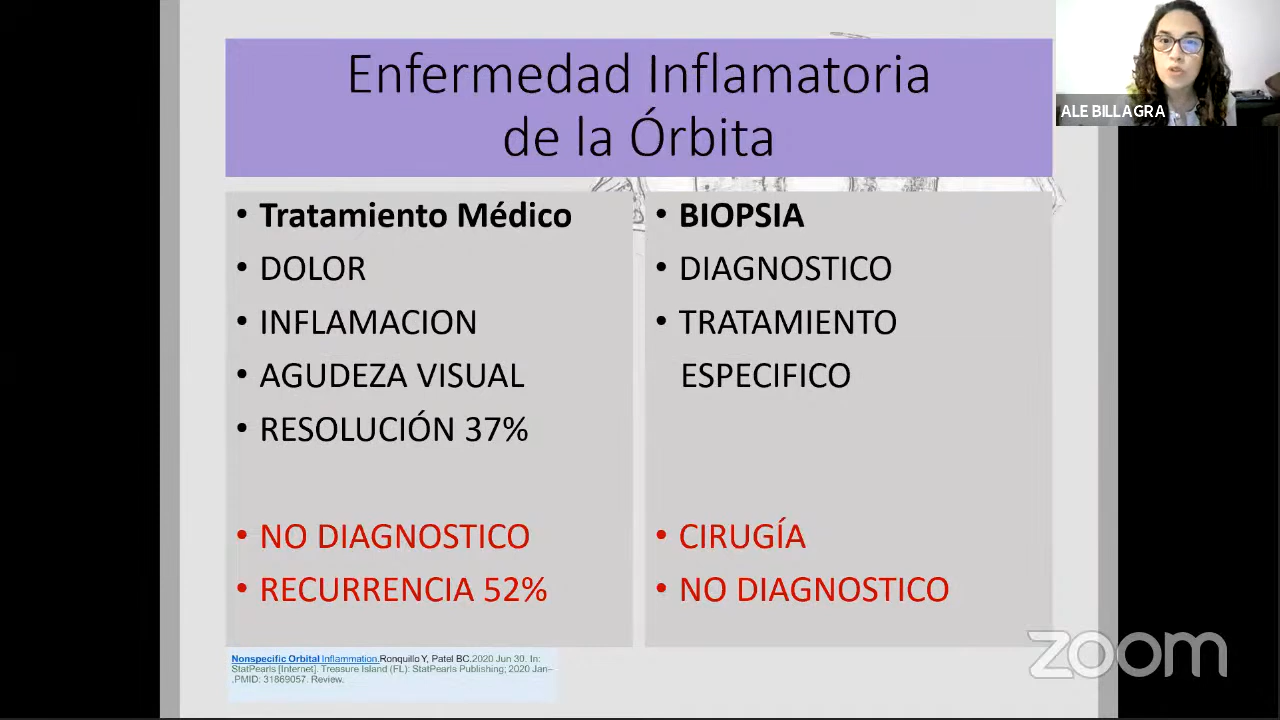 Enfermedad Inflamatoria
de la Órbita
ALE BILLAGRA
• Tratamiento Médico
• DOLOR
• INFLAMACION
• AGUDEZA VISUAL
• RESOLUCIÓN 37%
• NO DIAGNOSTICO
• RECURRENCIA 52%
• BIOPSIA
• DIAGNOSTICO
• TRATAMIENTO
ESPECIFICO
• CIRUGÍA
• NO DIAGNOSTICO
Nonspecific Orbital Inflammation.Ronquillo Y, Patel BC.2020 Jun 30. In:
StatPearls [Internet]. Treasure Island (FL): StatPearls Publishing; 2020 Jan–
.PMID: 31869057. Review.
zoom